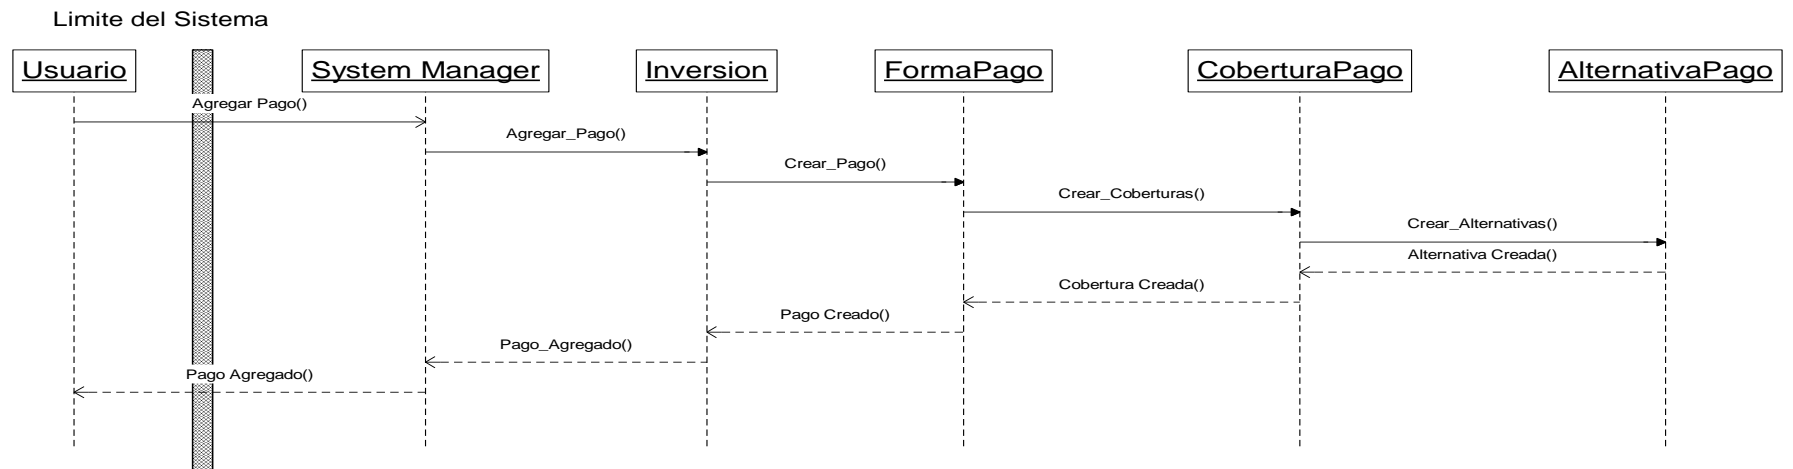 Limite del Sistema
Usuario
System Manager
Inversion
FormaPago
CoberturaPago
AlternativaPago
Agregar Pago()
Agregar_Pago()
Crear_Pago()
Crear_Coberturas()
Crear_Alternativas()
Alternativa Creada()
Cobertura Creada()
Pago Creado()
Pago_Agregado()
Pago Agregado()